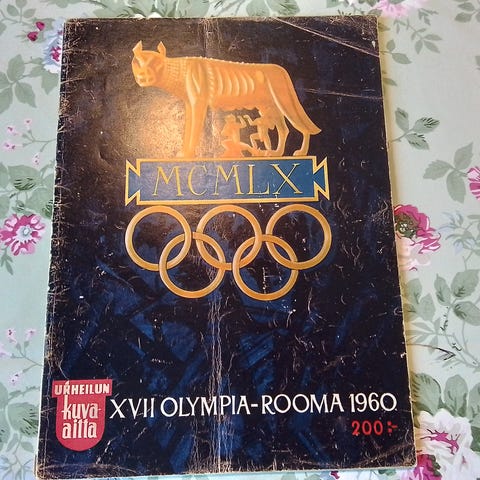 MCMLX
URHEILUN
kuva-
aitta
XVII OLYMPIA-ROOMA 1960
200:-